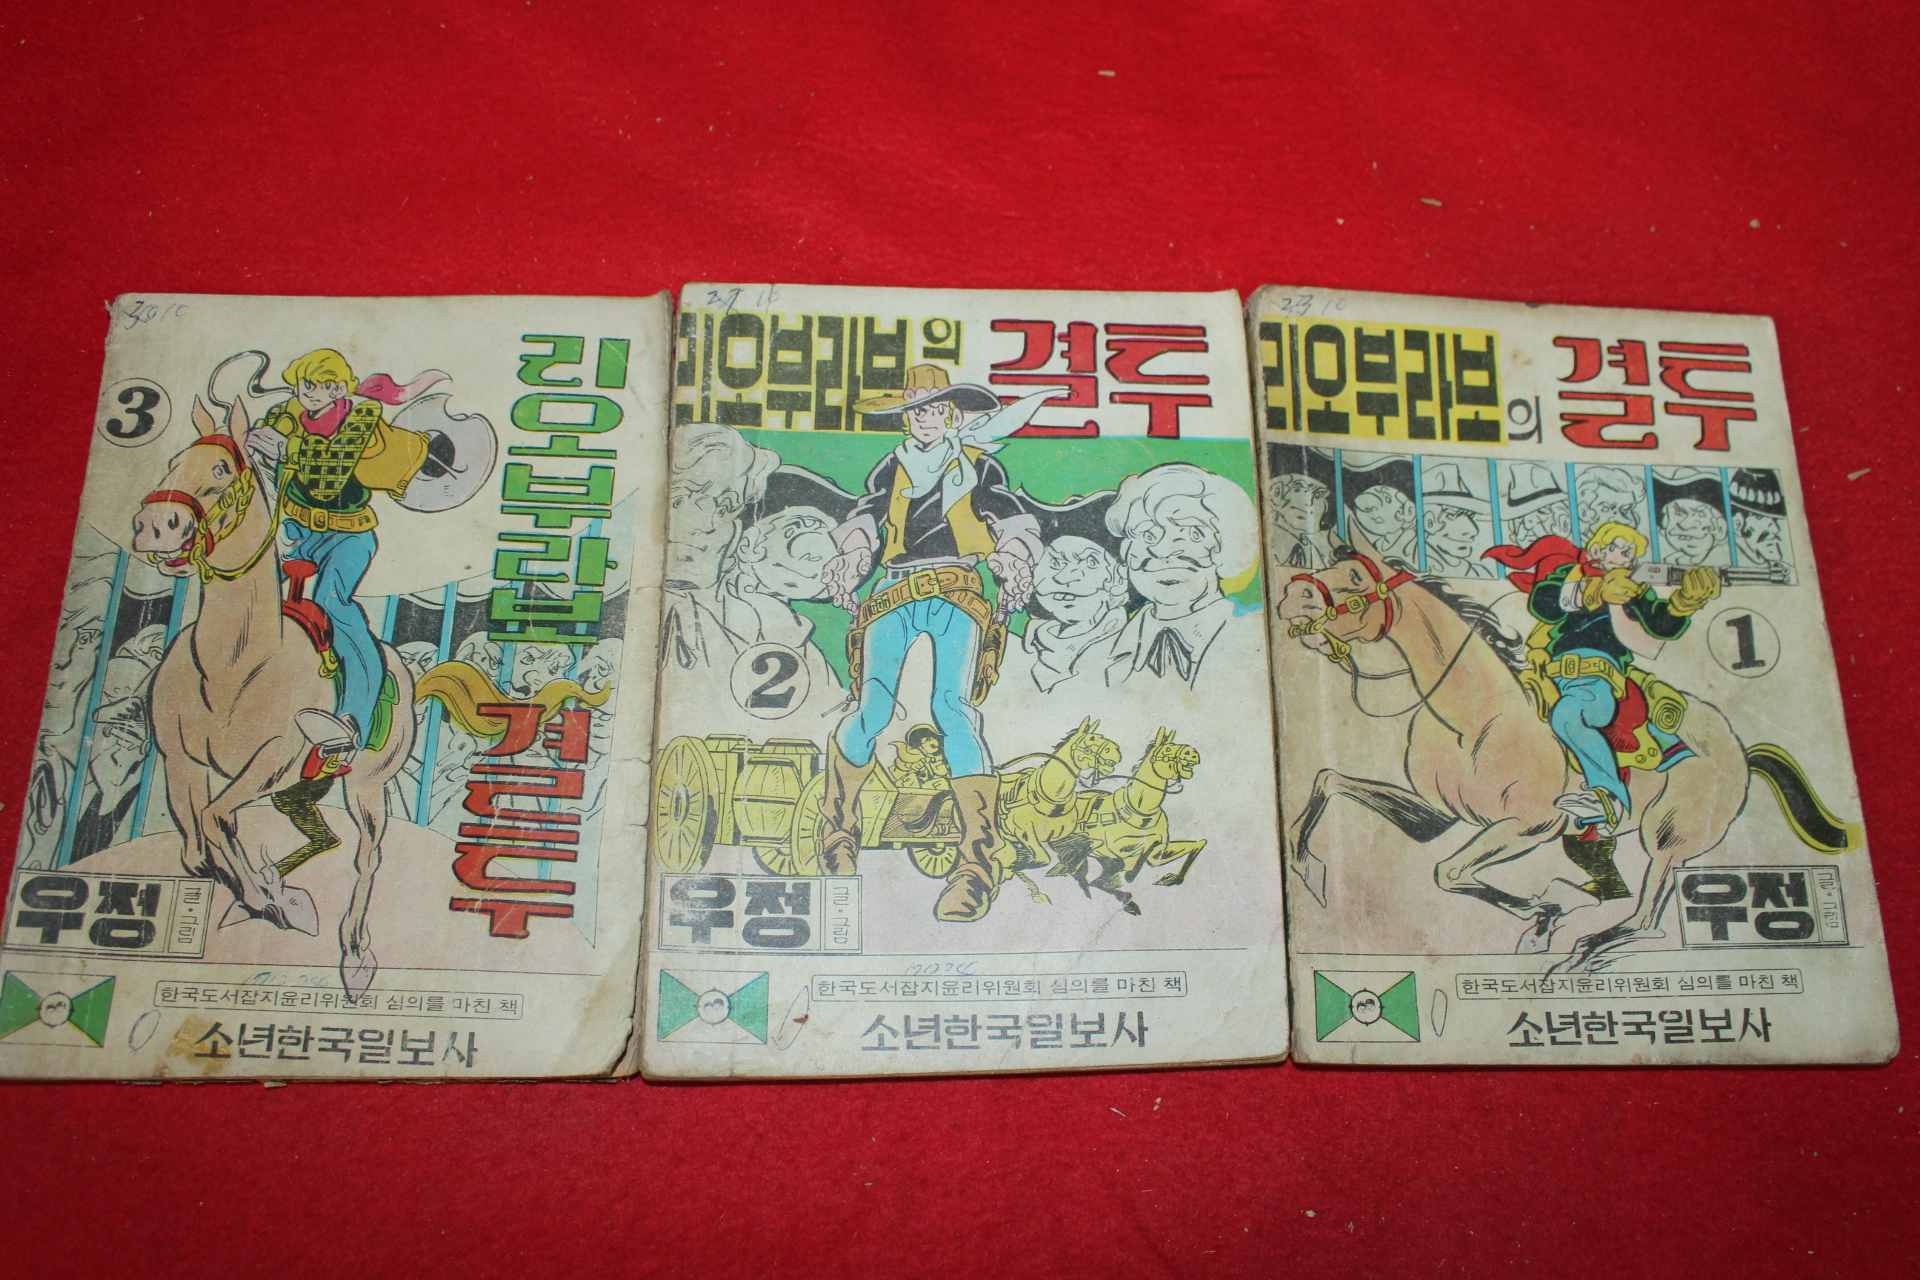 3
리오부라보
결투
우정
글·그림
한국도서잡지윤리위원회 심의를 마친 책
소년한국일보사
리오부라보의 결투
2
우정
글·그림
한국도서잡지윤리위원회 심의를 마친 책
소년한국일보사
리오부라보의 결투
1
우정
글·그림
한국도서잡지윤리위원회 심의를 마친 책
소년한국일보사